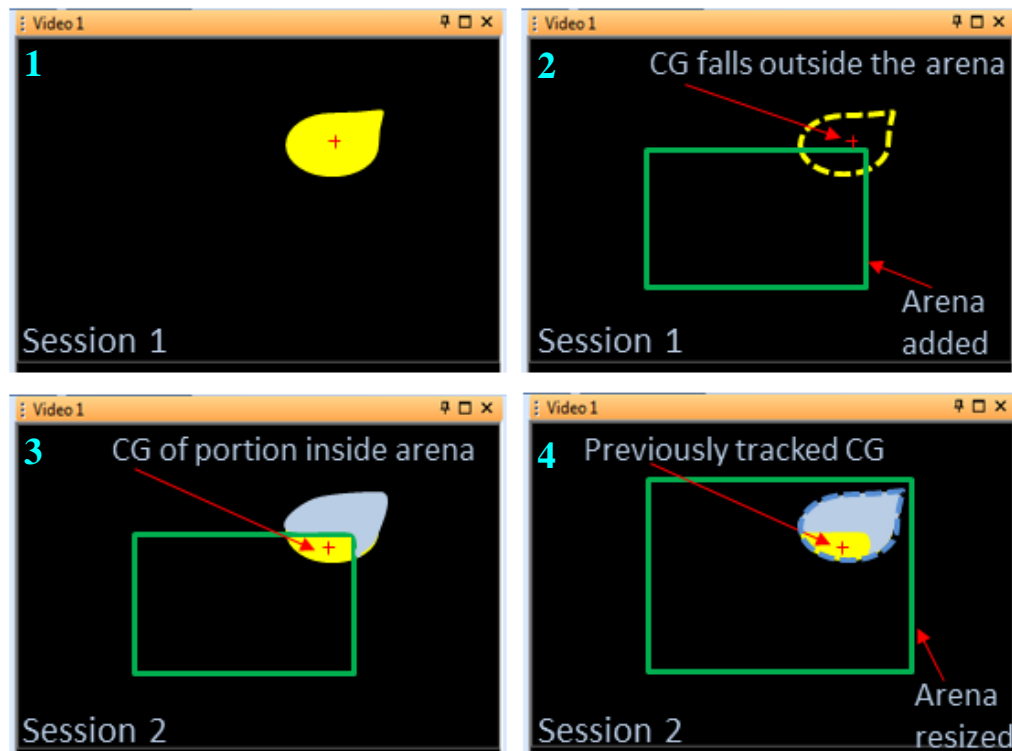 Video 1
1
Session 1
Video 1
2
CG falls outside the arena
Arena
added
Session 1
Video 1
3
CG of portion inside arena
Session 2
Video 1
4
Previously tracked CG
Arena
resized
Session 2